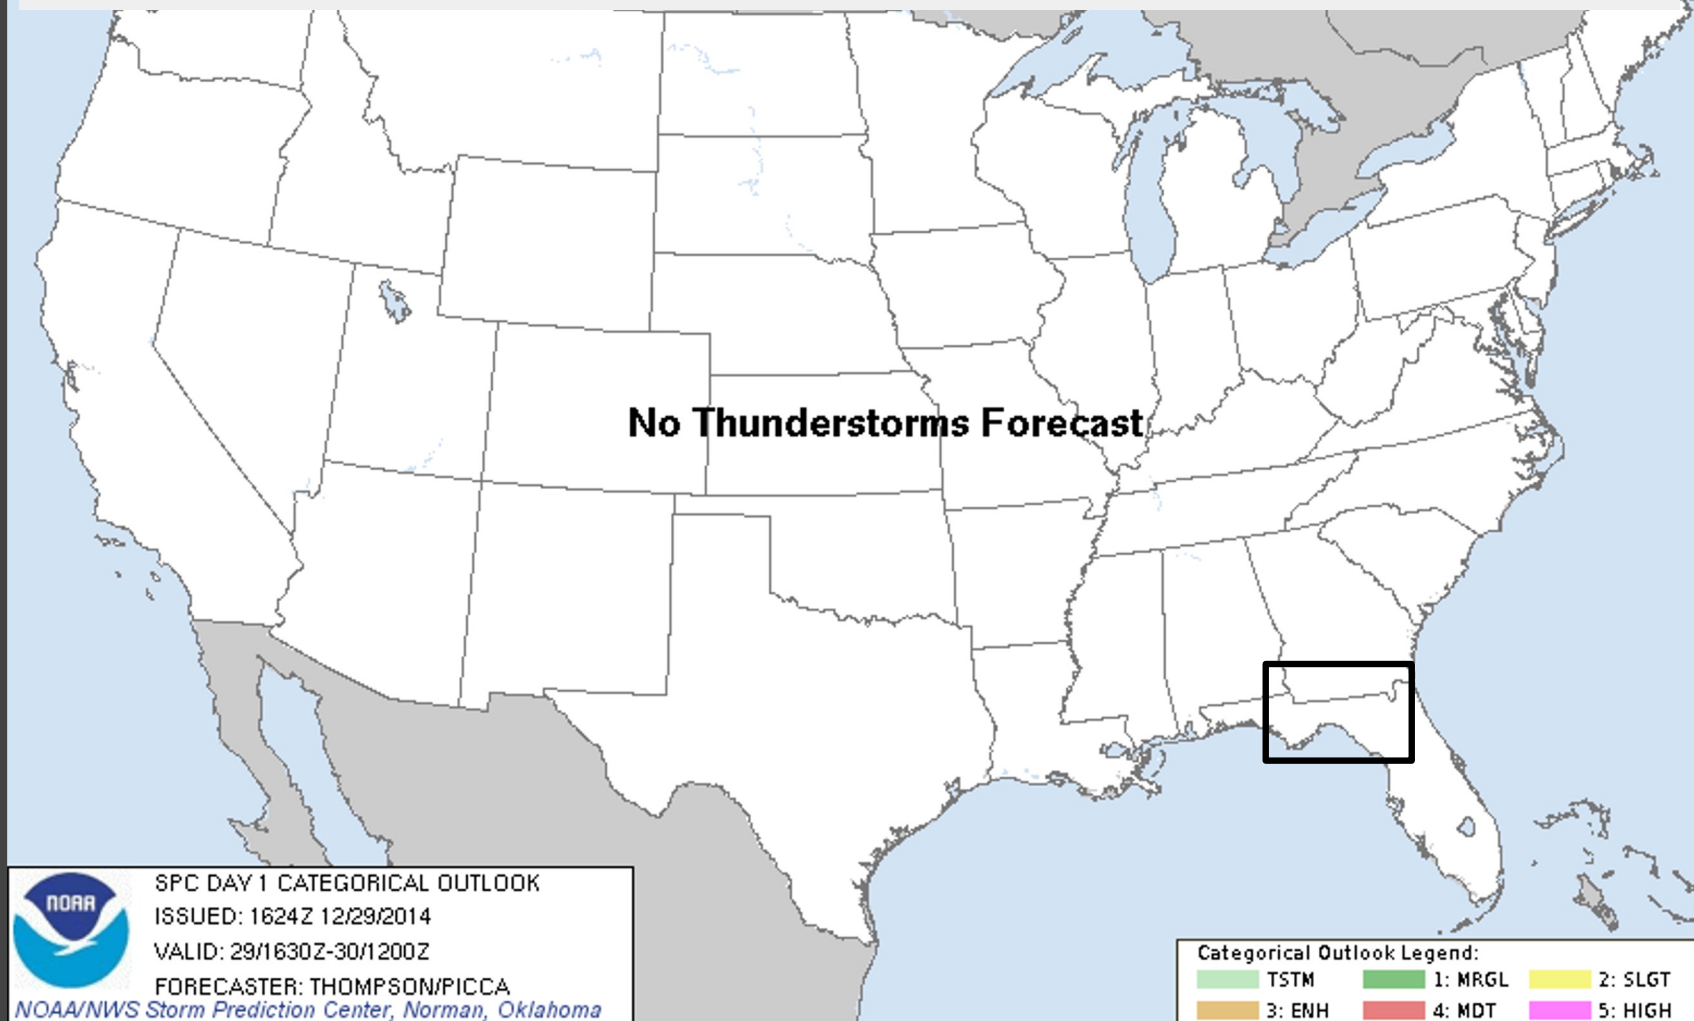 No Thunderstorms Forecast
NOAA
SPC DAY 1 CATEGORICAL OUTLOOK
ISSUED: 1624Z 12/29/2014
VALID: 29/1630Z-30/1200Z
FORECASTER: THOMPSON/PICCA
NOAA/NWS Storm Prediction Center, Norman, Oklahoma
Categorical Outlook Legend:
TSTM 1: MRGL 2: SLGT
3: ENH 4: MDT 5: HIGH